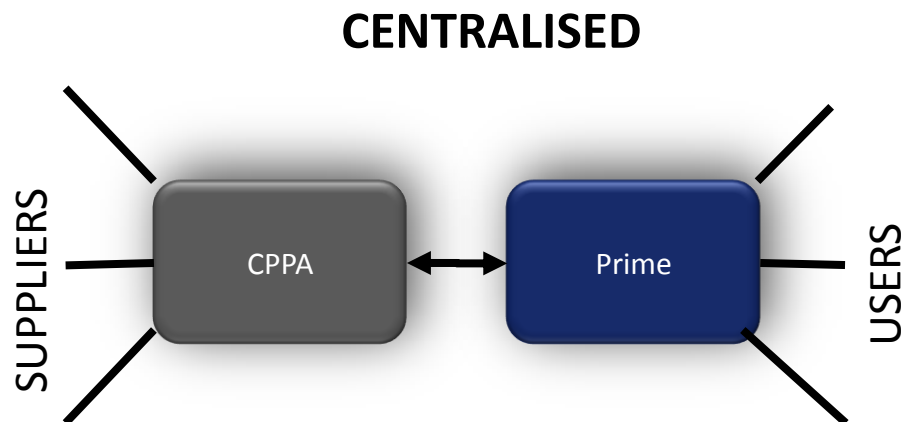 CENTRALISED
SUPPLIERS
CPPA
Prime
USERS